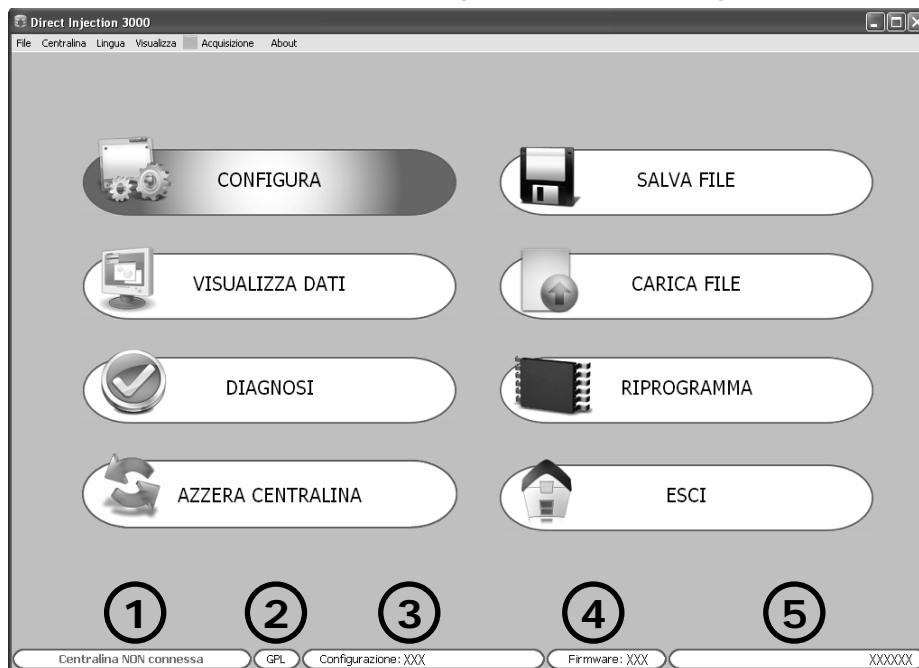 Direct Injection 3000
File Centralina Lingua Visualizza Acquisizione About
CONFIGURA
SALVA FILE
VISUALIZZA DATI
CARICA FILE
DIAGNOSI
RIPROGRAMMA
AZZERA CENTRALINA
ESCI
1 2 3 4 5
Centralina NON connessa GPL Configurazione: XXX Firmware: XXX XXXXXX